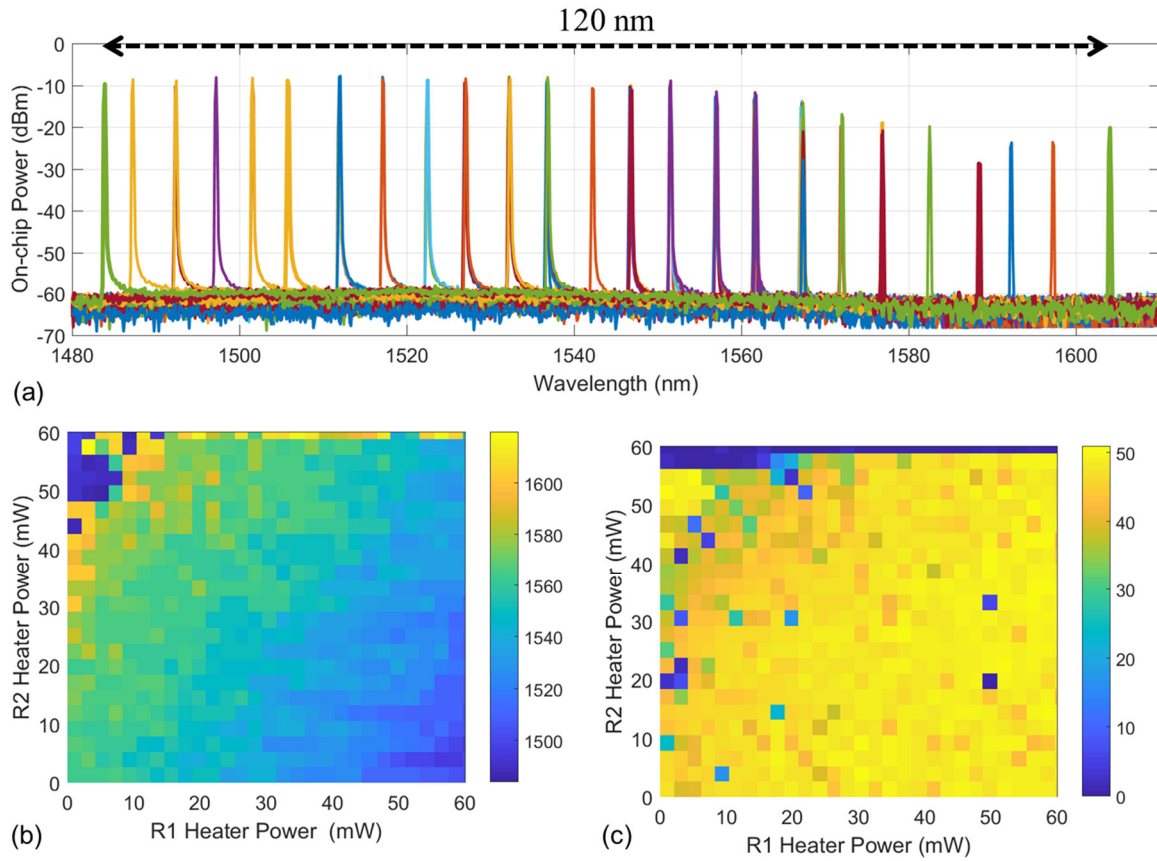 120 nm
0
-10
-20
-30
-40
-50
-60
-70
On-chip Power (dBm)
1480 1500 1520 1540 1560 1580 1600
Wavelength (nm)
(a)
60
50
40
30
20
10
0
R2 Heater Power (mW)
0 10 20 30 40 50 60
R1 Heater Power (mW)
1600
1580
1560
1540
1520
1500
(b)
60
50
40
30
20
10
0
R2 Heater Power (mW)
0 10 20 30 40 50 60
R1 Heater Power (mW)
50
40
30
20
10
0
(c)